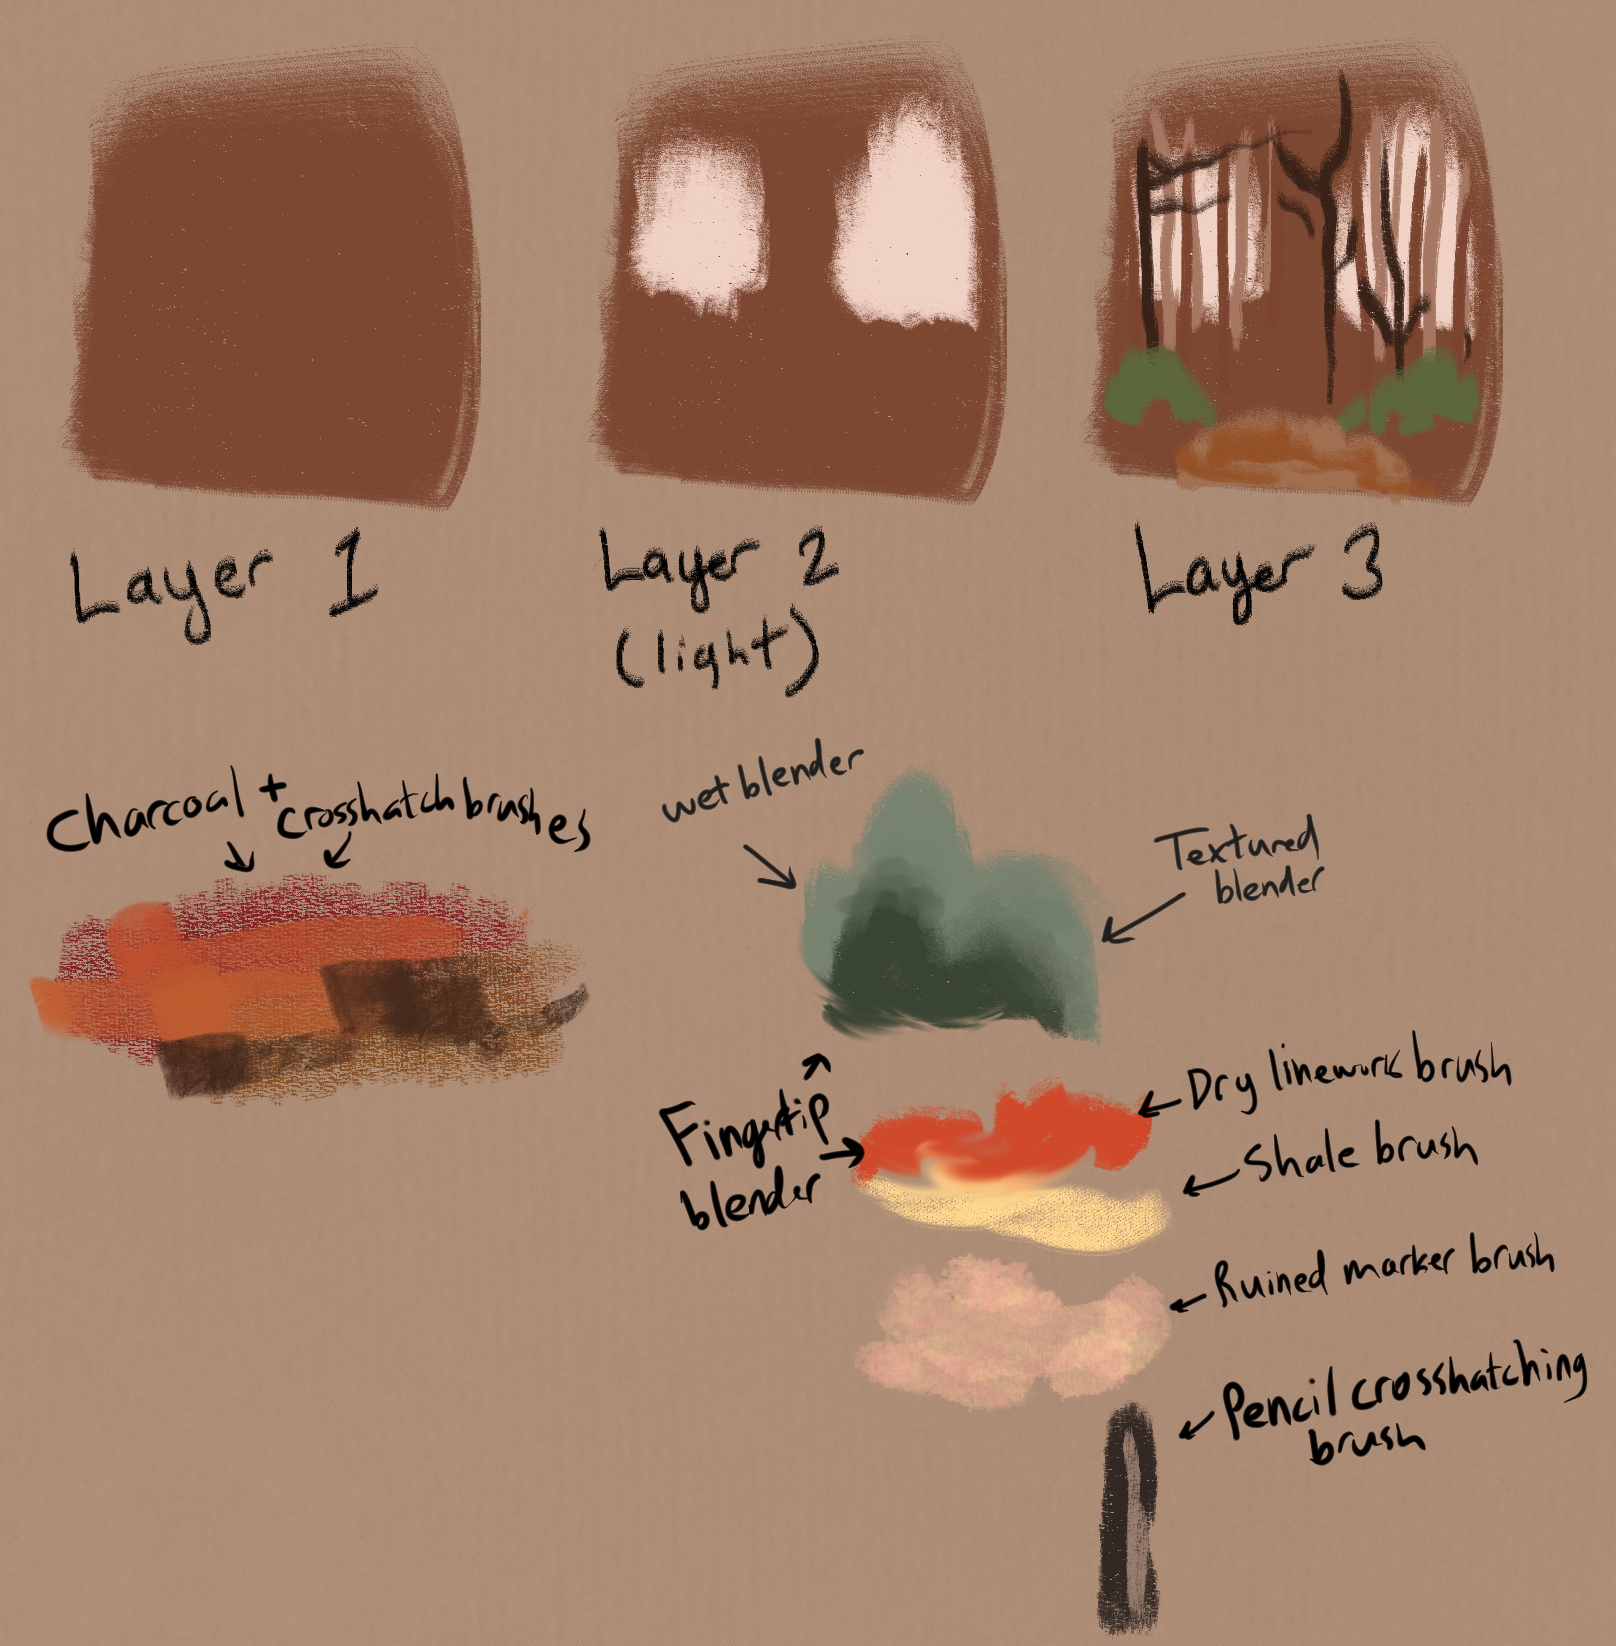 Layer 1
Layer 2
(light)
Layer 3
Charcoal + crosshatch brushes
wet blender
Textured
blender
Fingertip
blender
Dry linework brush
Shale brush
Ruined marker brush
Pencil crosshatching
brush